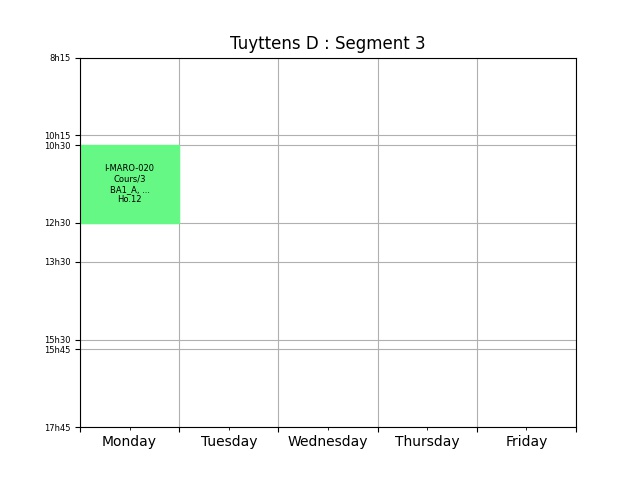 Tuyttens D : Segment 3
8h15
10h15
10h30
I-MARO-020
Cours/3
BA1_A, ...
Ho.12
12h30
13h30
15h30
15h45
17h45
Monday Tuesday Wednesday Thursday Friday